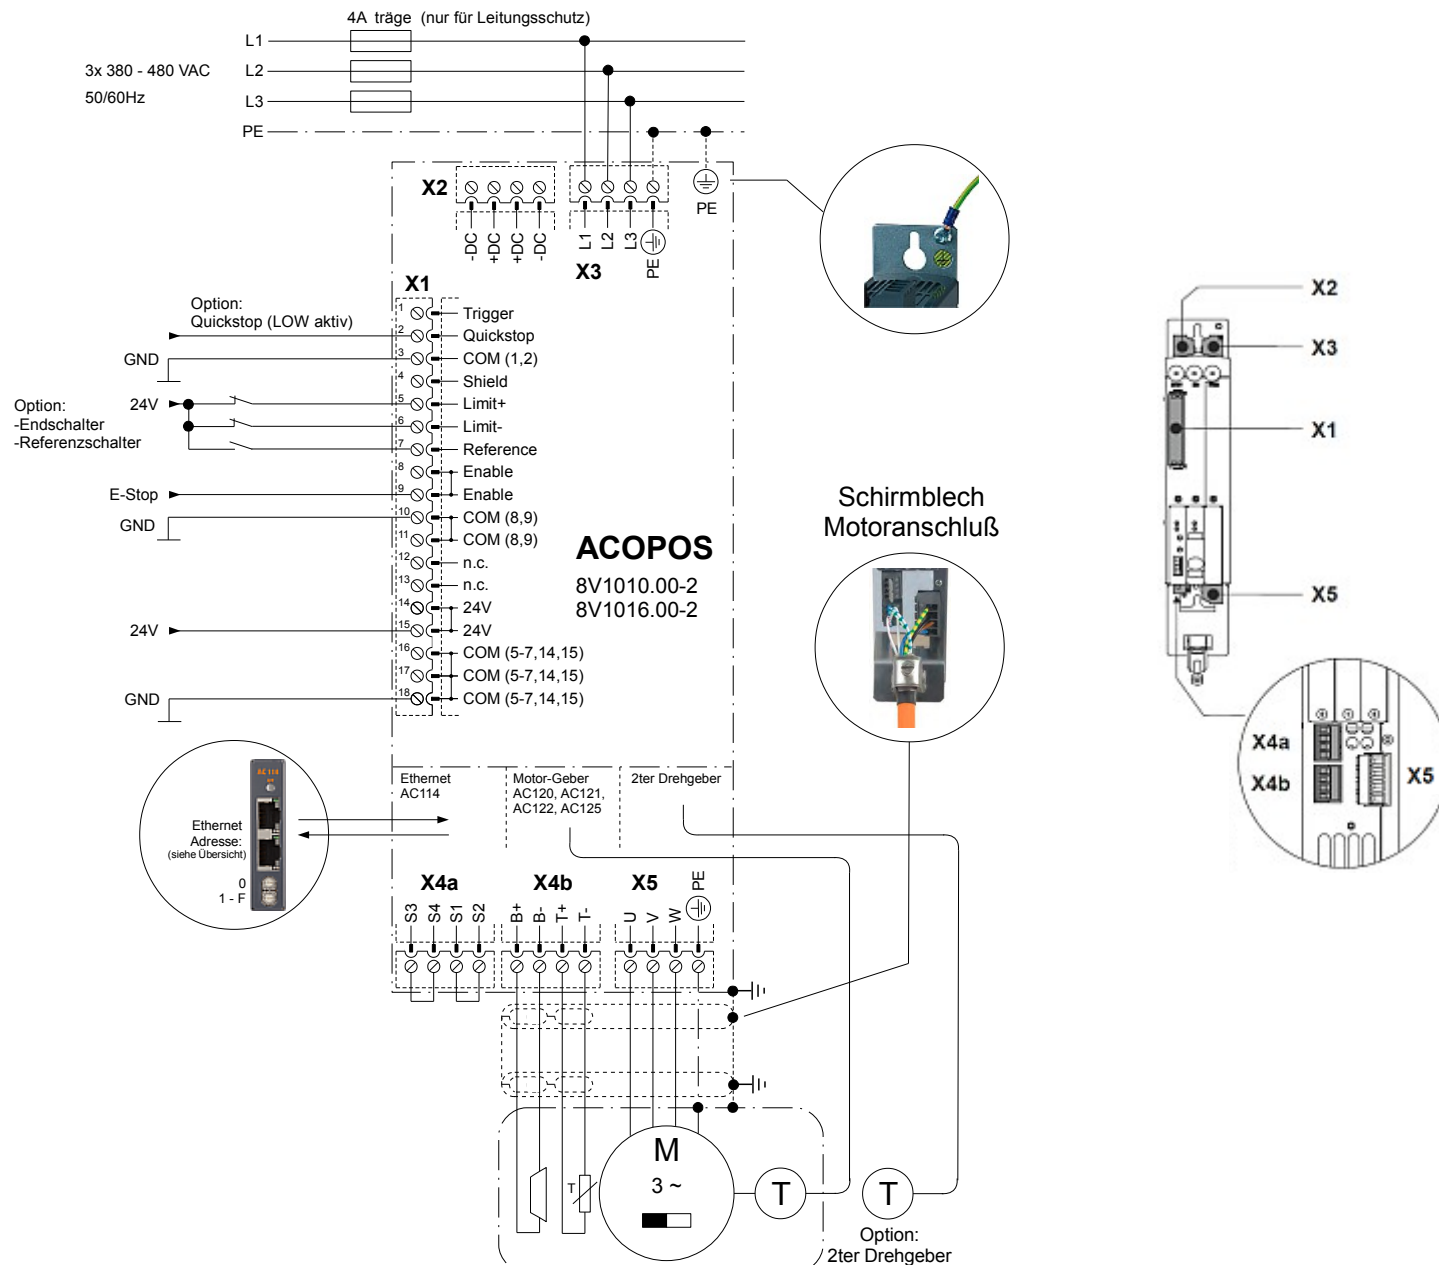 4A träge (nur für Leitungsschutz)
L1
3x 380 - 480 VAC
L2
50/60Hz
L3
PE
X2
-DC
+DC
+DC
-DC
L1
L2
L3
PE
X3
PE
X1
Option:
Quickstop (LOW aktiv)
GND
Option:
-Endschalter
-Referenzschalter
24V
E-Stop
GND
24V
GND
1 Trigger
2 Quickstop
3 COM (1,2)
4 Shield
5 Limit+
6 Limit-
7 Reference
8 Enable
9 Enable
10 COM (8,9)
11 COM (8,9)
12 n.c.
13 n.c.
14 24V
15 24V
16 COM (5-7,14,15)
17 COM (5-7,14,15)
18 COM (5-7,14,15)
ACOPOS
8V1010.00-2
8V1016.00-2
Schirmblech
Motoranschluß
X2
X3
X1
X5
X4a
X4b
X5
AC 114
Ethernet
Adresse:
(siehe Übersicht)
0
1 - F
Ethernet
AC114
Motor-Geber
AC120, AC121,
AC122, AC125
2ter Drehgeber
X4a
X4b
X5
S3
S4
S1
S2
B+
B-
T+
T-
U
V
W
PE
T
M
3 ~
T
T
Option:
2ter Drehgeber